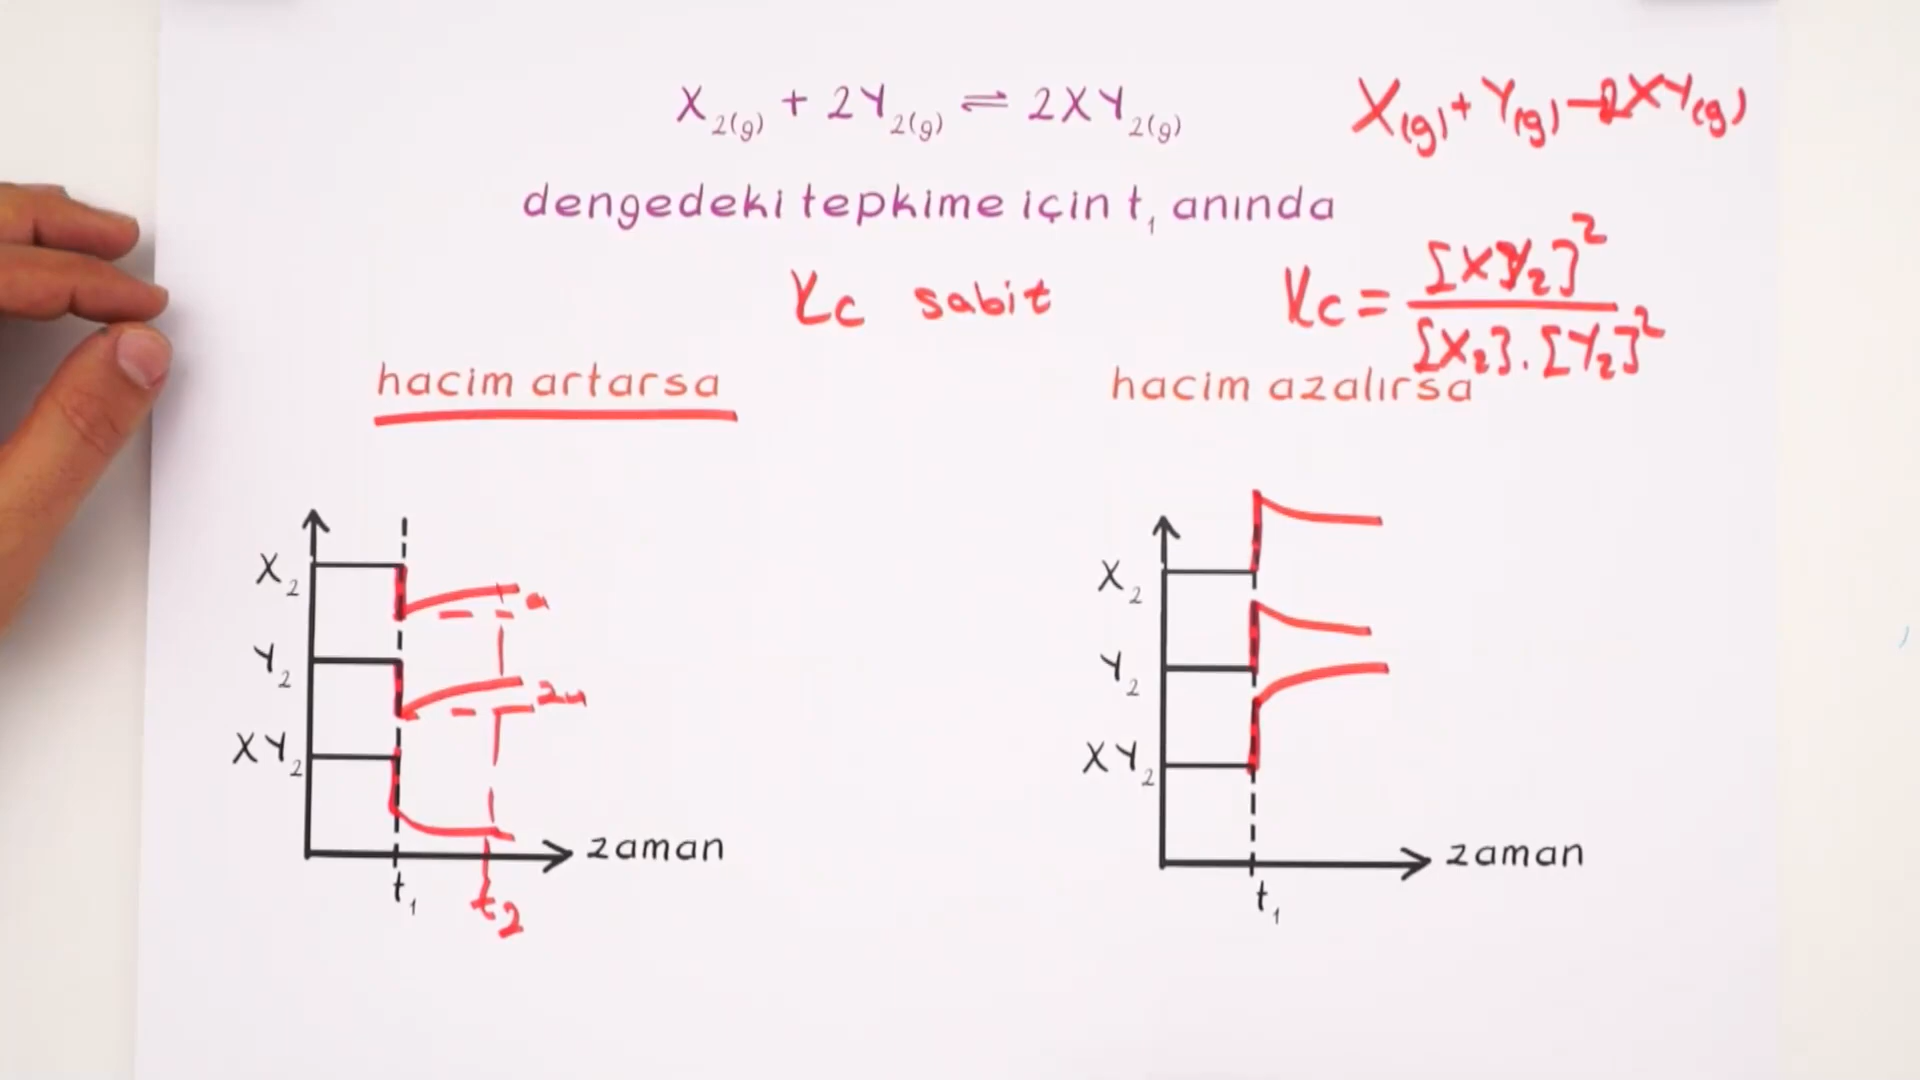 X₂(g) + 2Y₂(g) ⇌ 2XY₂(g)
X(g) + Y(g) → 2XY(g)
dengedeki tepkime için t₁ anında
Kc sabit
Kc = [XY₂]² / [X₂].[Y₂]²
hacim artarsa
hacim azalırsa
X₂
Y₂
2n
XY₂
zaman
t₁
t₂
X₂
Y₂
XY₂
zaman
t₁